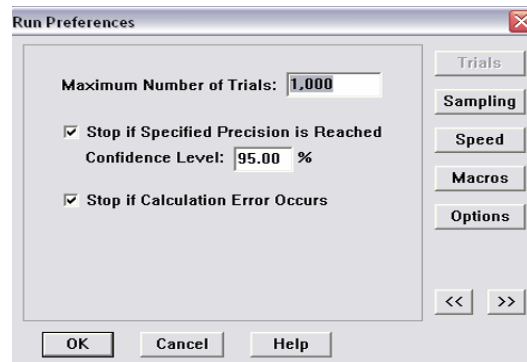 Run Preferences
Trials
Maximum Number of Trials: 1,000
Sampling
Stop if Specified Precision is Reached
Speed
Confidence Level: 95.00 %
Macros
Stop if Calculation Error Occurs
Options
<< >>
OK Cancel Help